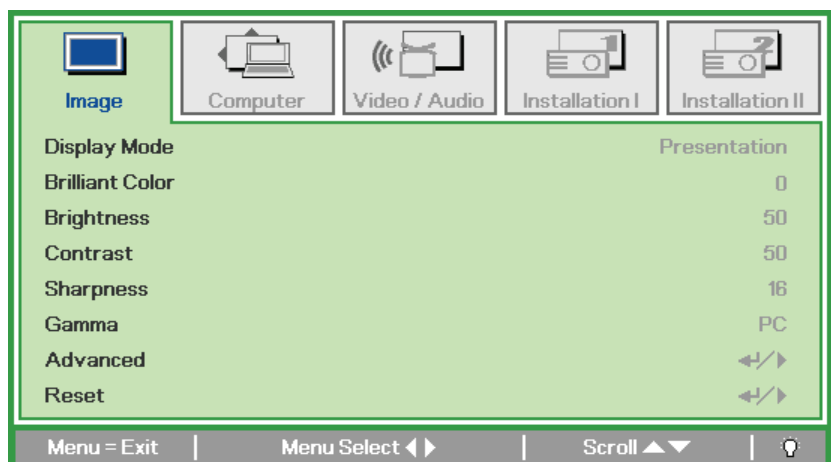 Image
Computer
Video / Audio
Installation I
Installation II
Display Mode Presentation
Brilliant Color 0
Brightness 50
Contrast 50
Sharpness 16
Gamma PC
Advanced ↵/▶
Reset ↵/▶
Menu = Exit | Menu Select ◀ ▶ | Scroll ▲▼ |